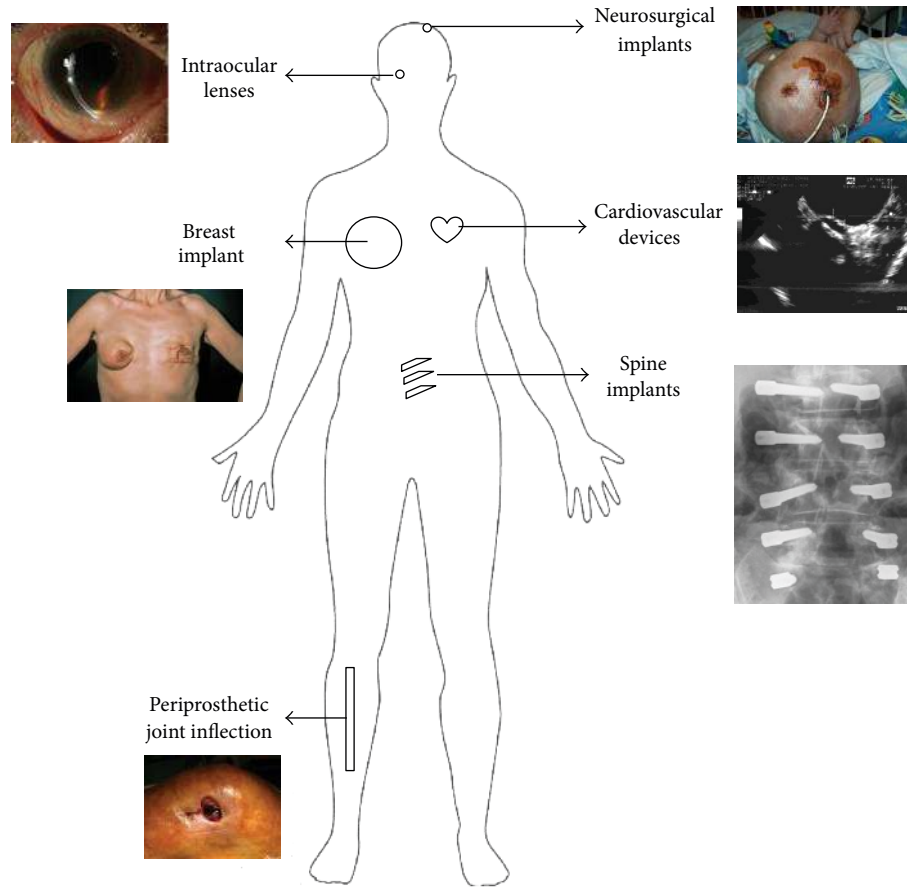 Neurosurgical
implants
Intraocular
lenses
Breast
implant
Cardiovascular
devices
Spine
implants
Periprosthetic
joint inflection